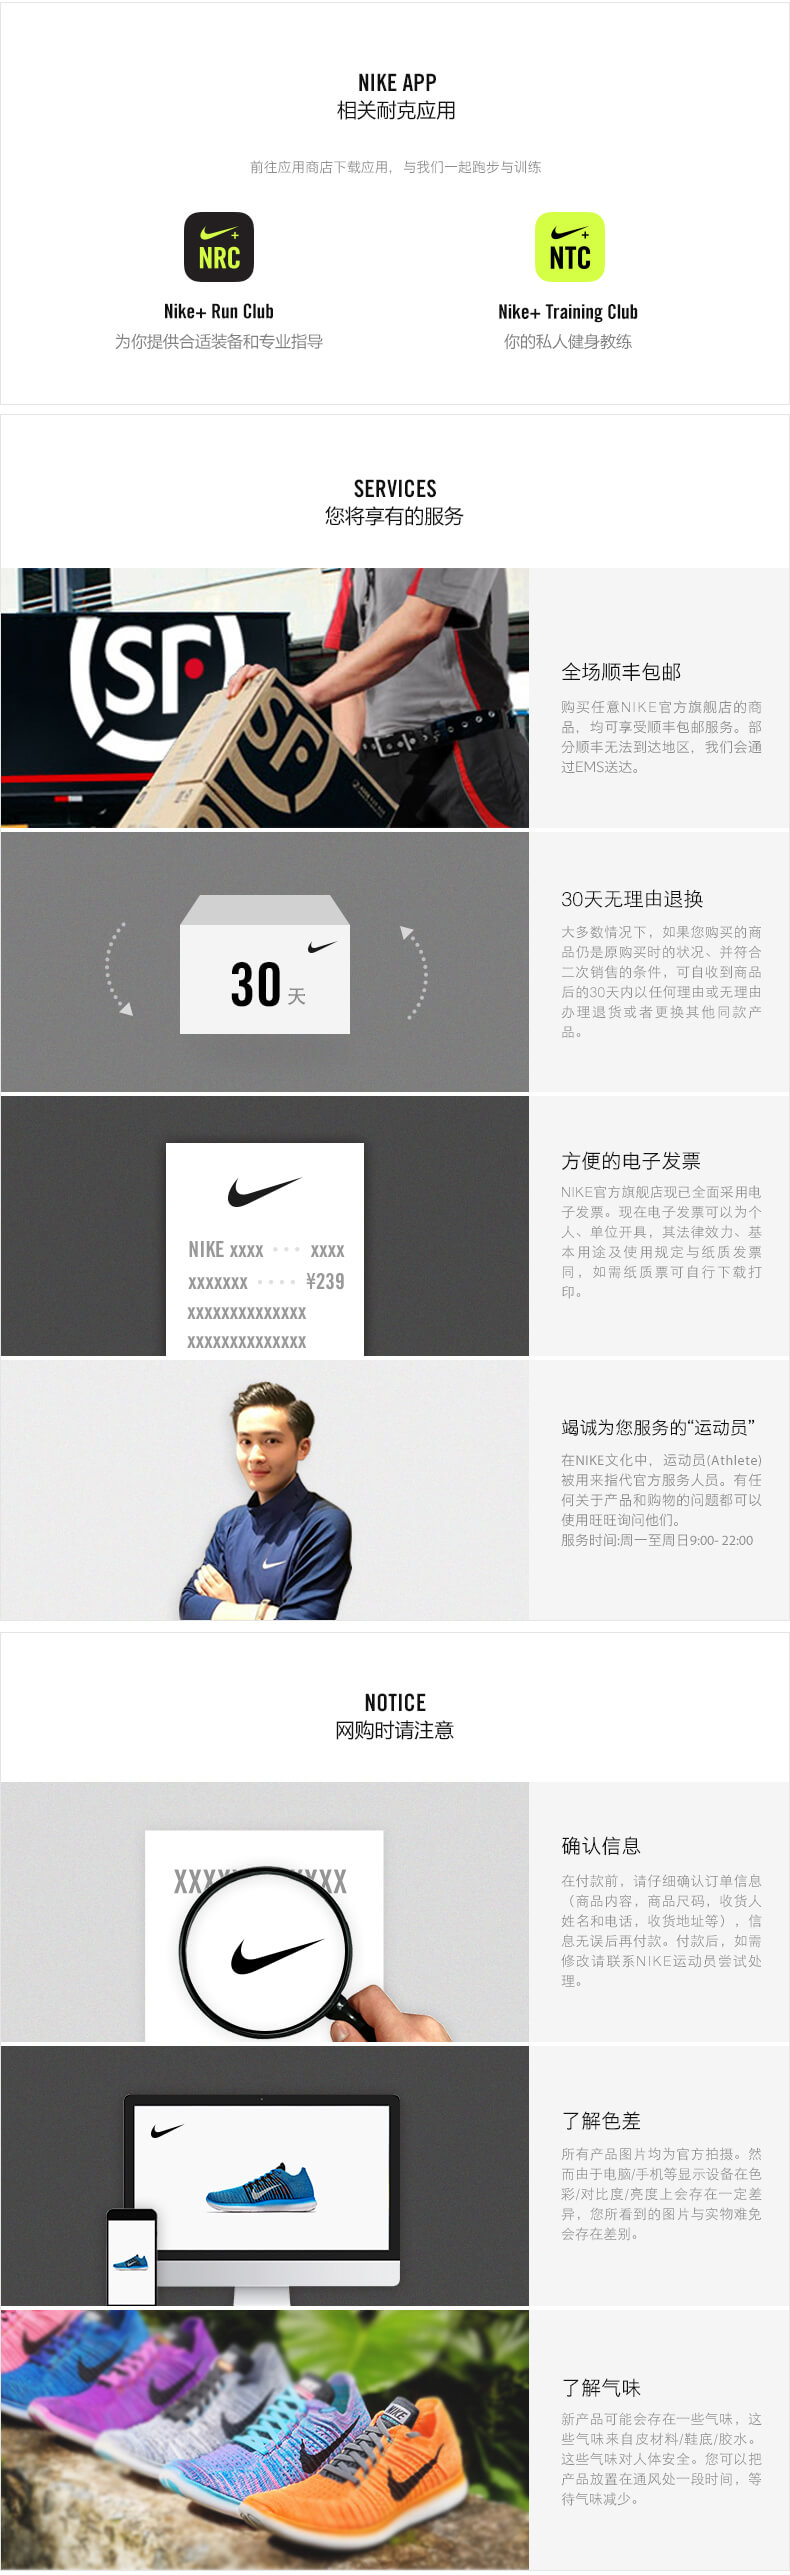 NIKE APP
相关耐克应用
前往应用商店下载应用，与我们一起跑步与训练
NRC
NTC
Nike+ Run Club
Nike+ Training Club
为你提供合适装备和专业指导
你的私人健身教练
SERVICES
您将享有的服务
SF
SF
全场顺丰包邮
购买任意NIKE官方旗舰店的商
品，均可享受顺丰包邮服务。部
分顺丰无法到达地区，我们会通
过EMS送达。
30天
30天无理由退换
大多数情况下，如果您购买的商
品仍是原购买时的状况、并符合
二次销售的条件，可自收到商品
后的30天内以任何理由或无理由
办理退货或者更换其他同款产
品。
NIKE xxxx ··· xxxx
xxxxxxx ···· ¥239
xxxxxxxxxxxxxx
xxxxxxxxxxxxxx
方便的电子发票
NIKE官方旗舰店现已全面采用电
子发票。现在电子发票可以为个
人、单位开具，其法律效力、基
本用途及使用规定与纸质发票
同，如需纸质票可自行下载打
印。
竭诚为您服务的“运动员”
在NIKE文化中，运动员(Athlete)
被用来指代官方服务人员。有任
何关于产品和购物的问题都可以
使用旺旺询问他们。
服务时间:周一至周日9:00- 22:00
NOTICE
网购时请注意
确认信息
在付款前，请仔细确认订单信息
（商品内容，商品尺码，收货人
姓名和电话，收货地址等），信
息无误后再付款。付款后，如需
修改请联系NIKE运动员尝试处
理。
了解色差
所有产品图片均为官方拍摄。然
而由于电脑/手机等显示设备在色
彩/对比度/亮度上会存在一定差
异，您所看到的图片与实物难免
会存在差别。
NIKE
了解气味
新产品可能会存在一些气味，这
些气味来自皮材料/鞋底/胶水。
这些气味对人体安全。您可以把
产品放置在通风处一段时间，等
待气味减少。